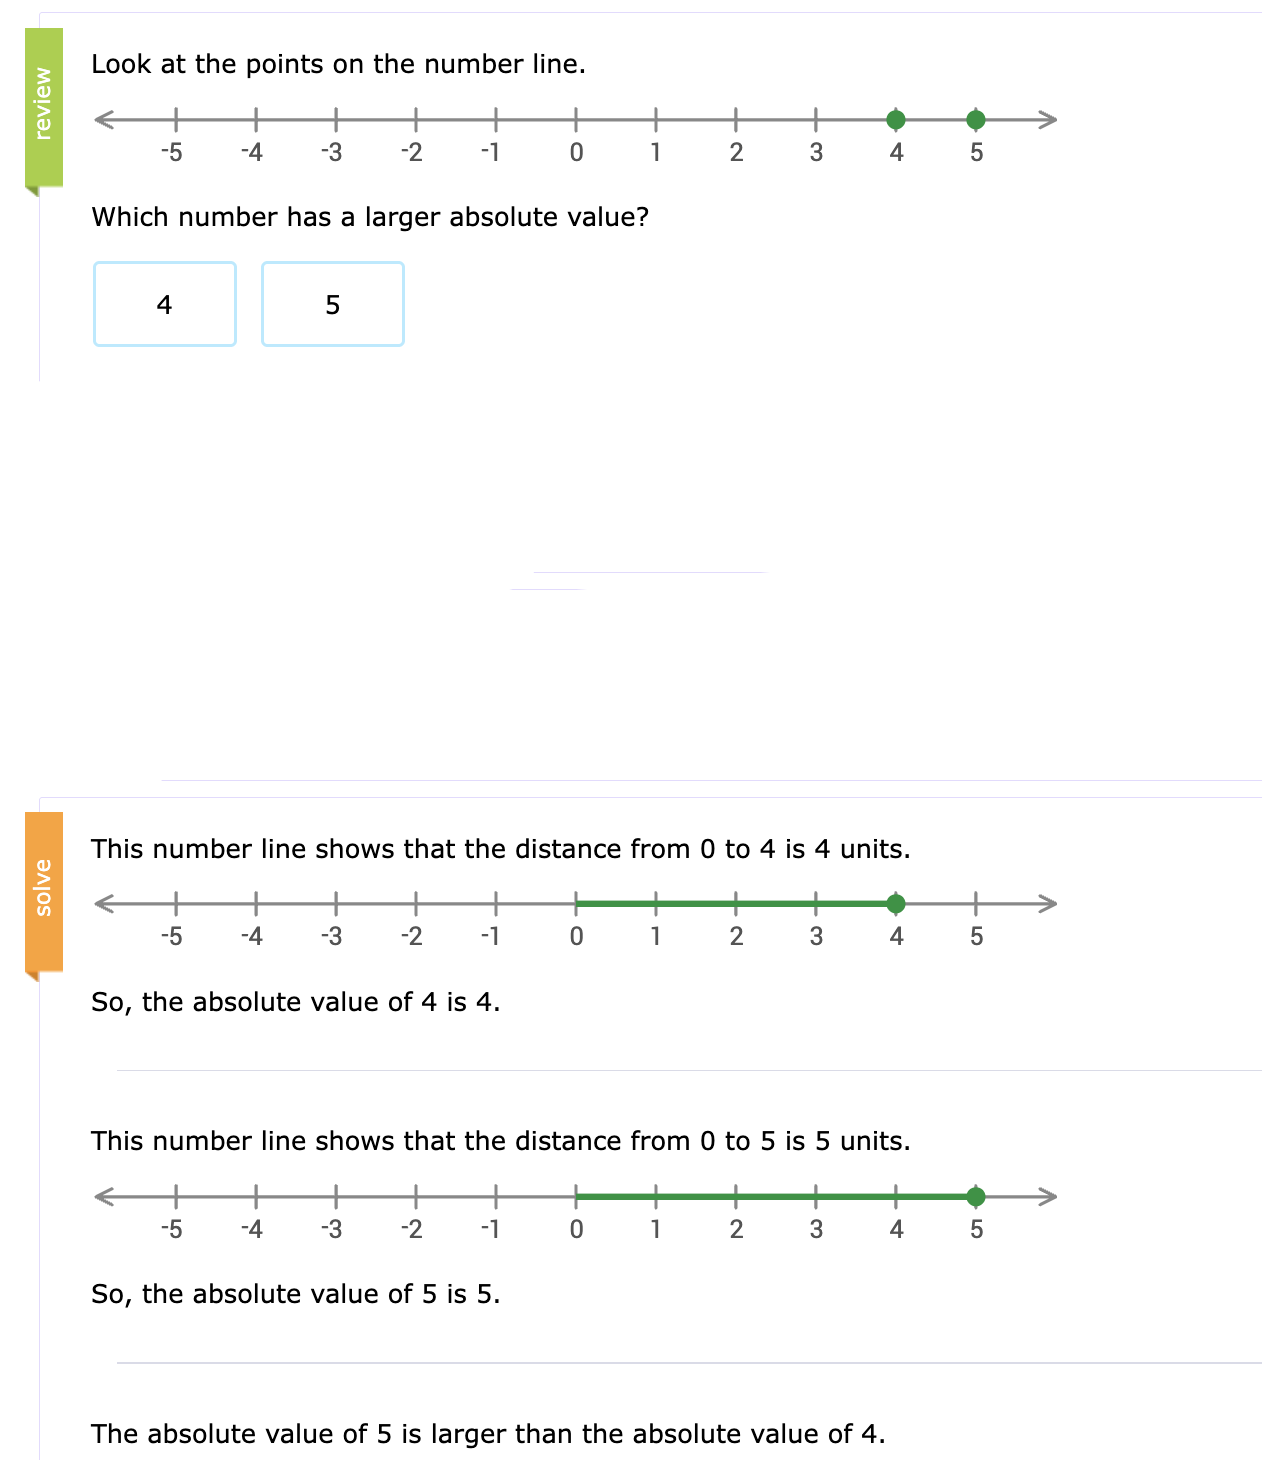 review
Look at the points on the number line.
-5 -4 -3 -2 -1 0 1 2 3 4 5
Which number has a larger absolute value?
4 5
solve
This number line shows that the distance from 0 to 4 is 4 units.
-5 -4 -3 -2 -1 0 1 2 3 4 5
So, the absolute value of 4 is 4.
This number line shows that the distance from 0 to 5 is 5 units.
-5 -4 -3 -2 -1 0 1 2 3 4 5
So, the absolute value of 5 is 5.
The absolute value of 5 is larger than the absolute value of 4.